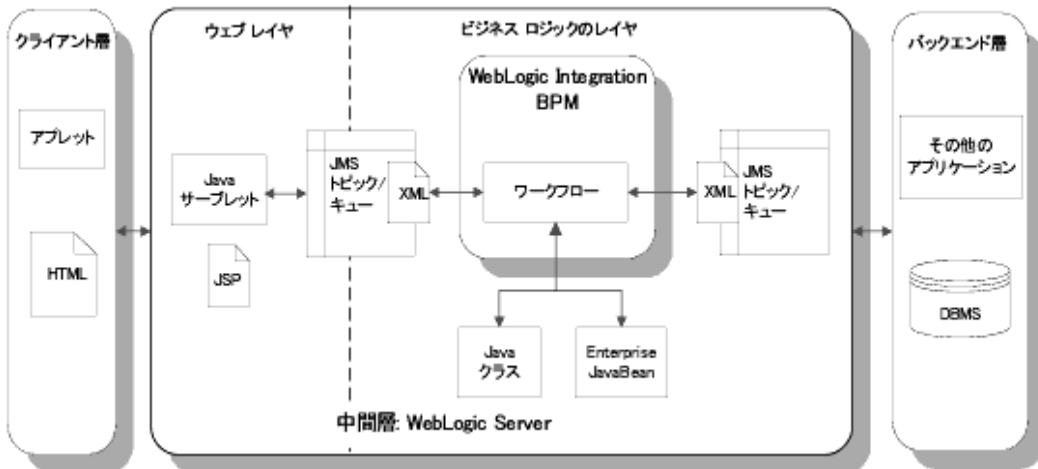 クライアント層
アプレット
HTML
ウェブ レイヤ
Java
サーブレット
JSP
ビジネス ロジックのレイヤ
JMS
トピック/
キュー
XML
WebLogic Integration
BPM
ワークフロー
XML
JMS
トピック/
キュー
Java
クラス
Enterprise
JavaBean
中間層: WebLogic Server
バックエンド層
その他の
アプリケーション
DBMS